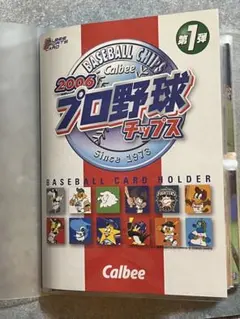 第1弾
BASEBALL CHIPS
Calbee
2006
プロ野球
チップス
Since 1973
BASEBALL CARD HOLDER
Calbee